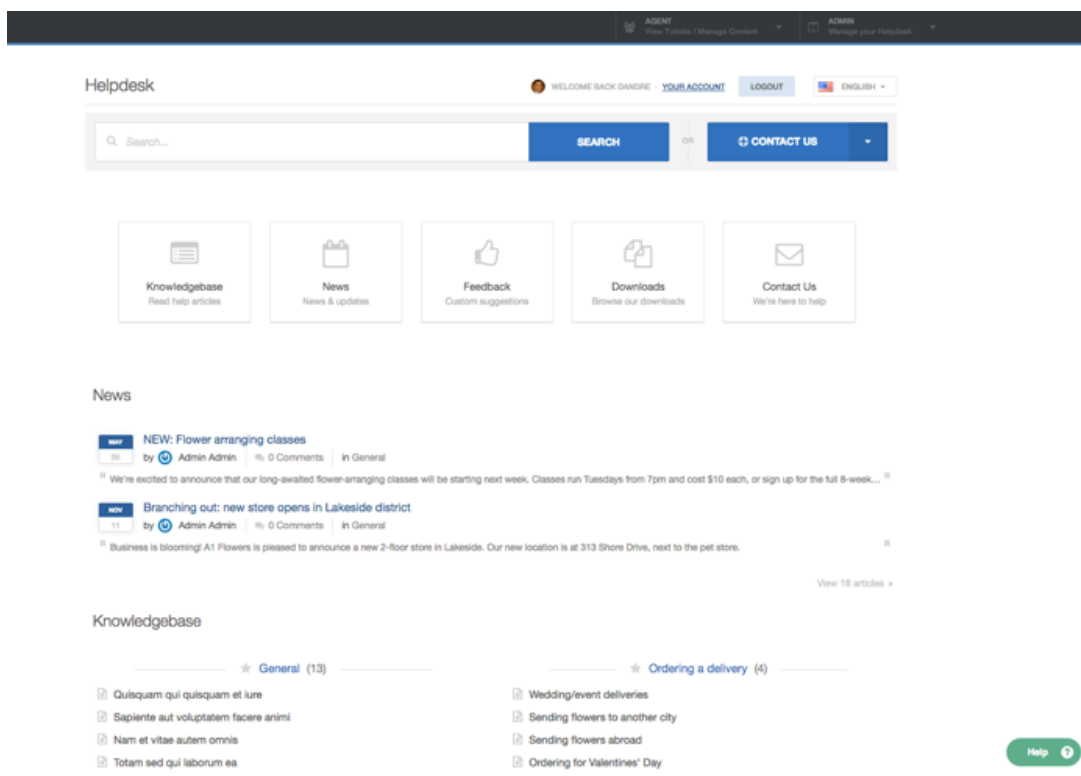 AGENT
View Tickets / Manage Content
ADMIN
Manage your Helpdesk
Helpdesk
WELCOME BACK DANDRE - YOUR ACCOUNT
LOGOUT
ENGLISH
Search...
SEARCH
OR
CONTACT US
Knowledgebase
Read help articles
News
News & updates
Feedback
Custom suggestions
Downloads
Browse our downloads
Contact Us
We're here to help
News
MAY
NEW: Flower arranging classes
by Admin Admin 0 Comments in General
We're excited to announce that our long-awaited flower-arranging classes will be starting next week. Classes run Tuesdays from 7pm and cost $10 each, or sign up for the full 8-week...
NOV
Branching out: new store opens in Lakeside district
11
by Admin Admin 0 Comments in General
Business is blooming! A1 Flowers is pleased to announce a new 2-floor store in Lakeside. Our new location is at 313 Shore Drive, next to the pet store.
View 18 articles
Knowledgebase
General (13)
Quisquam qui quisquam et iure
Sapiente aut voluptatem facere animi
Nam et vitae autem omnis
Totam sed qui laborum ea
Ordering a delivery (4)
Wedding/event deliveries
Sending flowers to another city
Sending flowers abroad
Ordering for Valentines' Day
Help